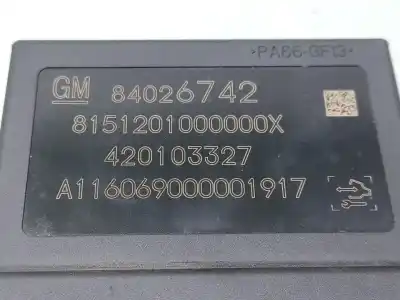 >PA66-GF13<
GM 84026742
8151201000000X
420103327
A116069000001917